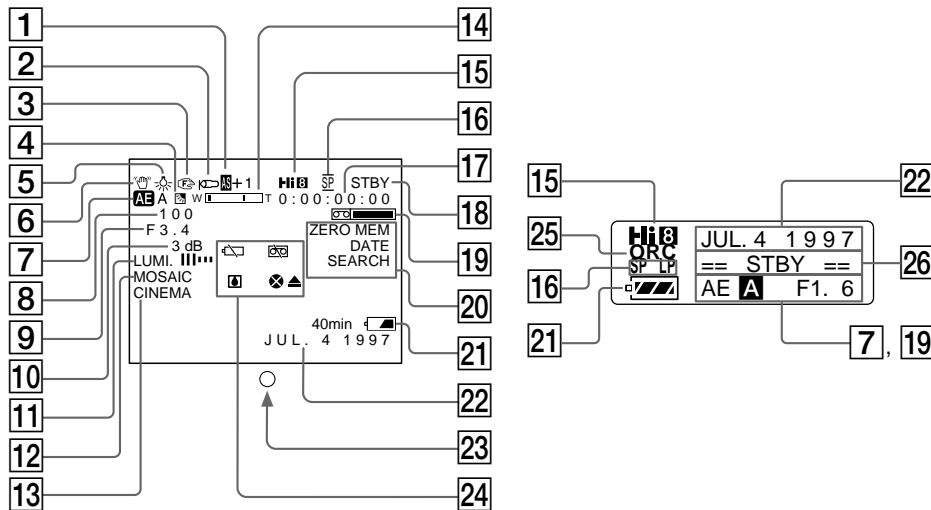 1
2
3
4
5
6
7
8
9
10
11
12
13
14
15
16
17
18
19
20
21
22
23
24
AS+1
Hi8 SP STBY
AE A W T 0:00:00:00
100
F3.4
3 dB
LUMI.
MOSAIC
CINEMA
ZERO MEM
DATE
SEARCH
40min
JUL. 4 1997
15
25
16
21
22
26
7, 19
Hi8
ORC
SP LP
JUL. 4 1997
== STBY ==
AE A F1. 6